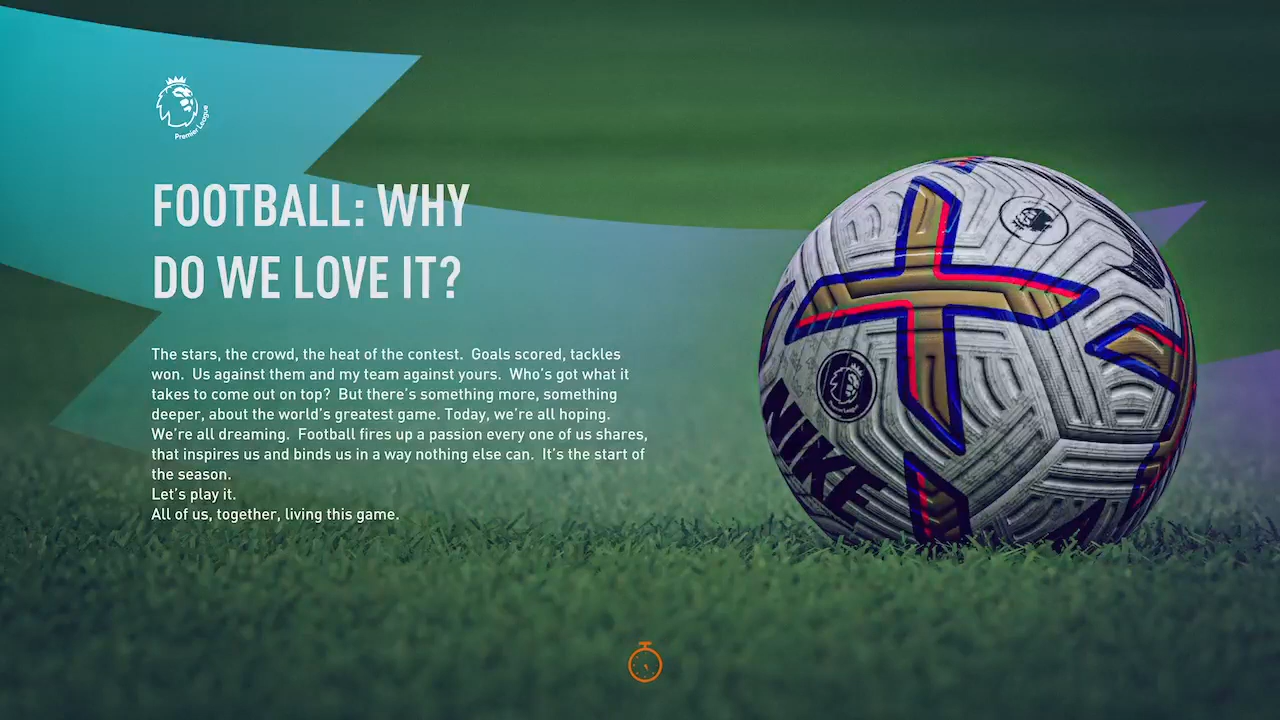 Premier League
FOOTBALL: WHY
DO WE LOVE IT?
The stars, the crowd, the heat of the contest.  Goals scored, tackles
won.  Us against them and my team against yours.  Who's got what it
takes to come out on top?  But there's something more, something
deeper, about the world's greatest game. Today, we're all hoping.
We're all dreaming.  Football fires up a passion every one of us shares,
that inspires us and binds us in a way nothing else can.  It's the start of
the season.
Let's play it.
All of us, together, living this game.
Premier League
NIKE